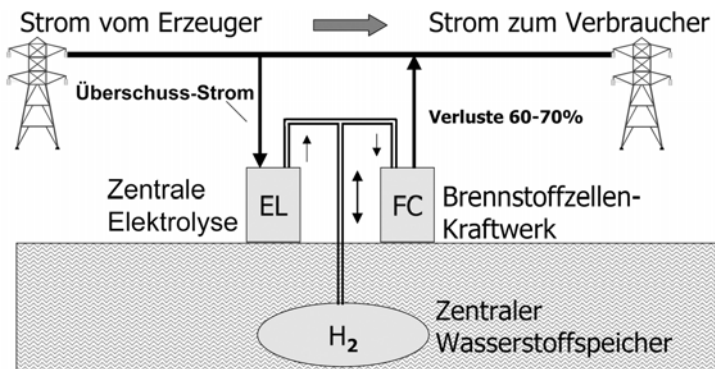 Strom vom Erzeuger
Strom zum Verbraucher
Überschuss-Strom
Verluste 60-70%
Zentrale
Elektrolyse
EL
FC
Brennstoffzellen-
Kraftwerk
H2
Zentraler
Wasserstoffspeicher